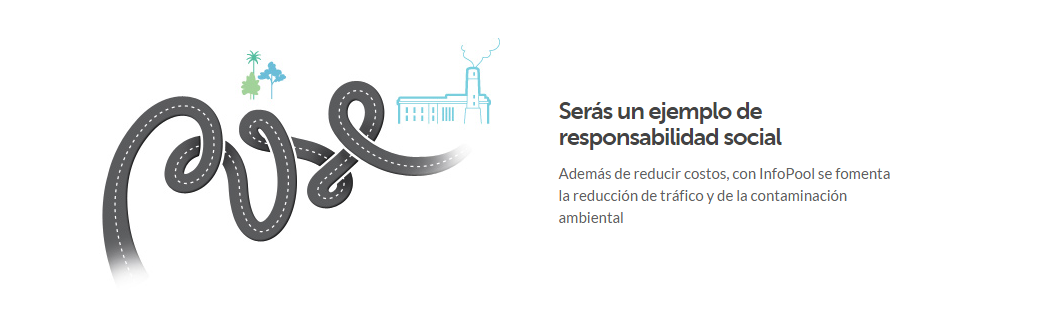 Serás un ejemplo de
responsabilidad social
Además de reducir costos, con InfoPool se fomenta
la reducción de tráfico y de la contaminación
ambiental